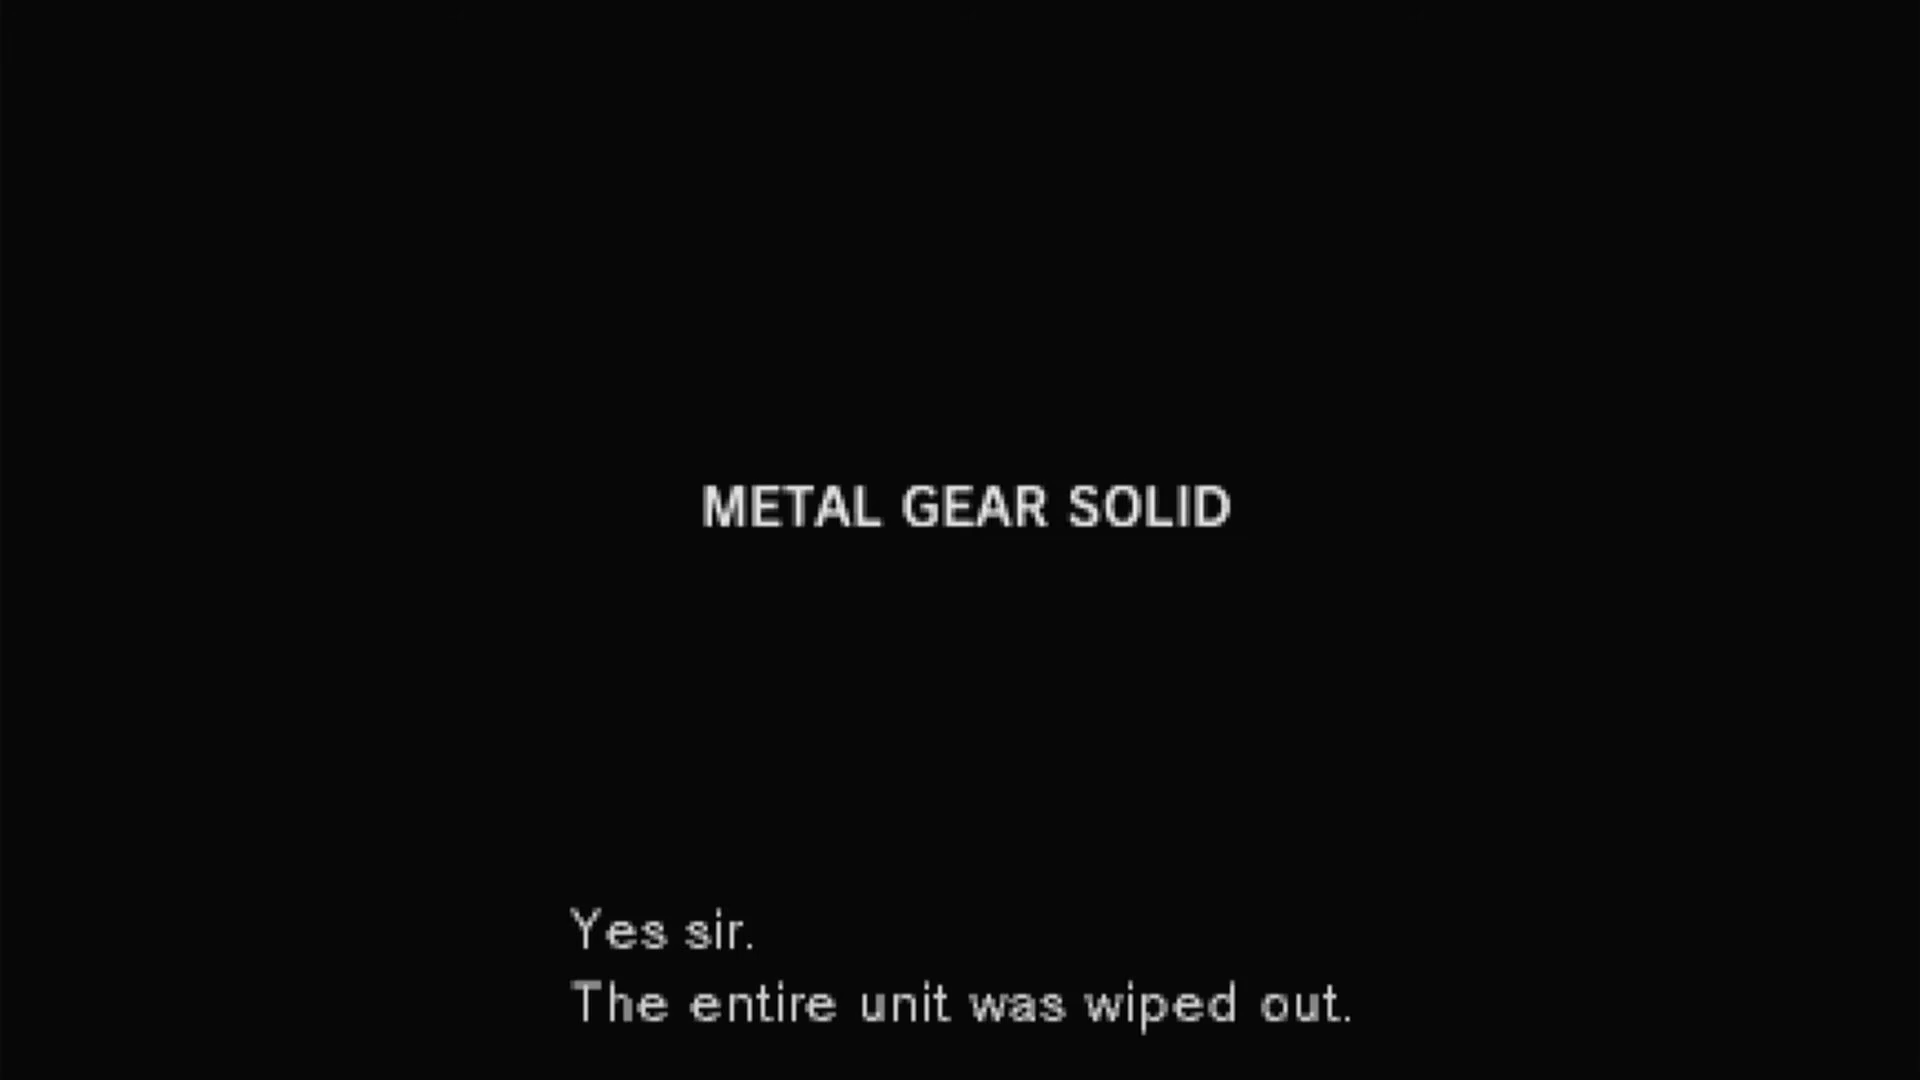 METAL GEAR SOLID
Yes sir.
The entire unit was wiped out.